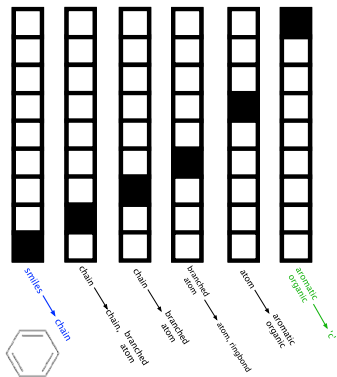 smiles
chain
chain
chain,
branched
atom
chain
branched
atom
branched
atom
atom, ringbond
atom
aromatic
organic
aromatic
organic
'c'